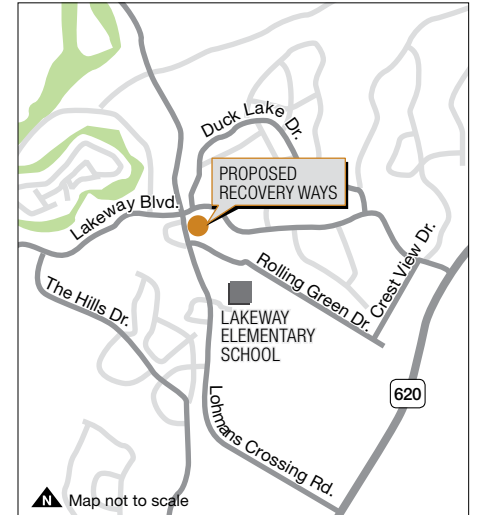 Duck Lake Dr.
PROPOSED
RECOVERY WAYS
Lakeway Blvd.
Crest View Dr.
Rolling Green Dr.
The Hills Dr.
LAKEWAY
ELEMENTARY
SCHOOL
620
Lohmans Crossing Rd.
N Map not to scale